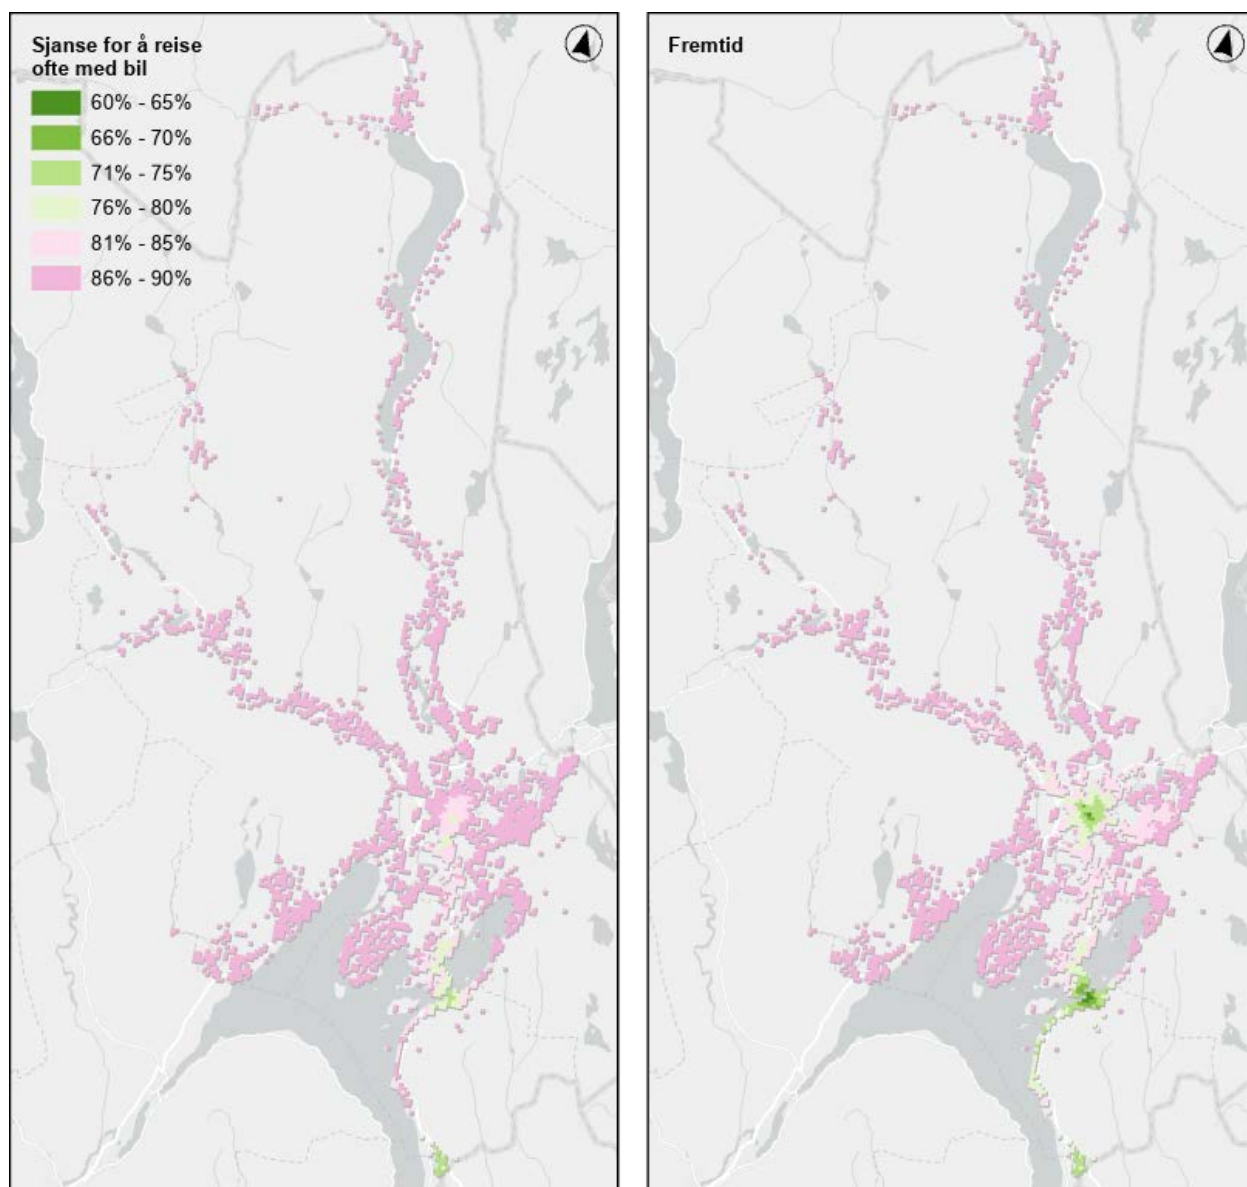 Sjanse for å reise
ofte med bil
60% - 65%
66% - 70%
71% - 75%
76% - 80%
81% - 85%
86% - 90%
Fremtid